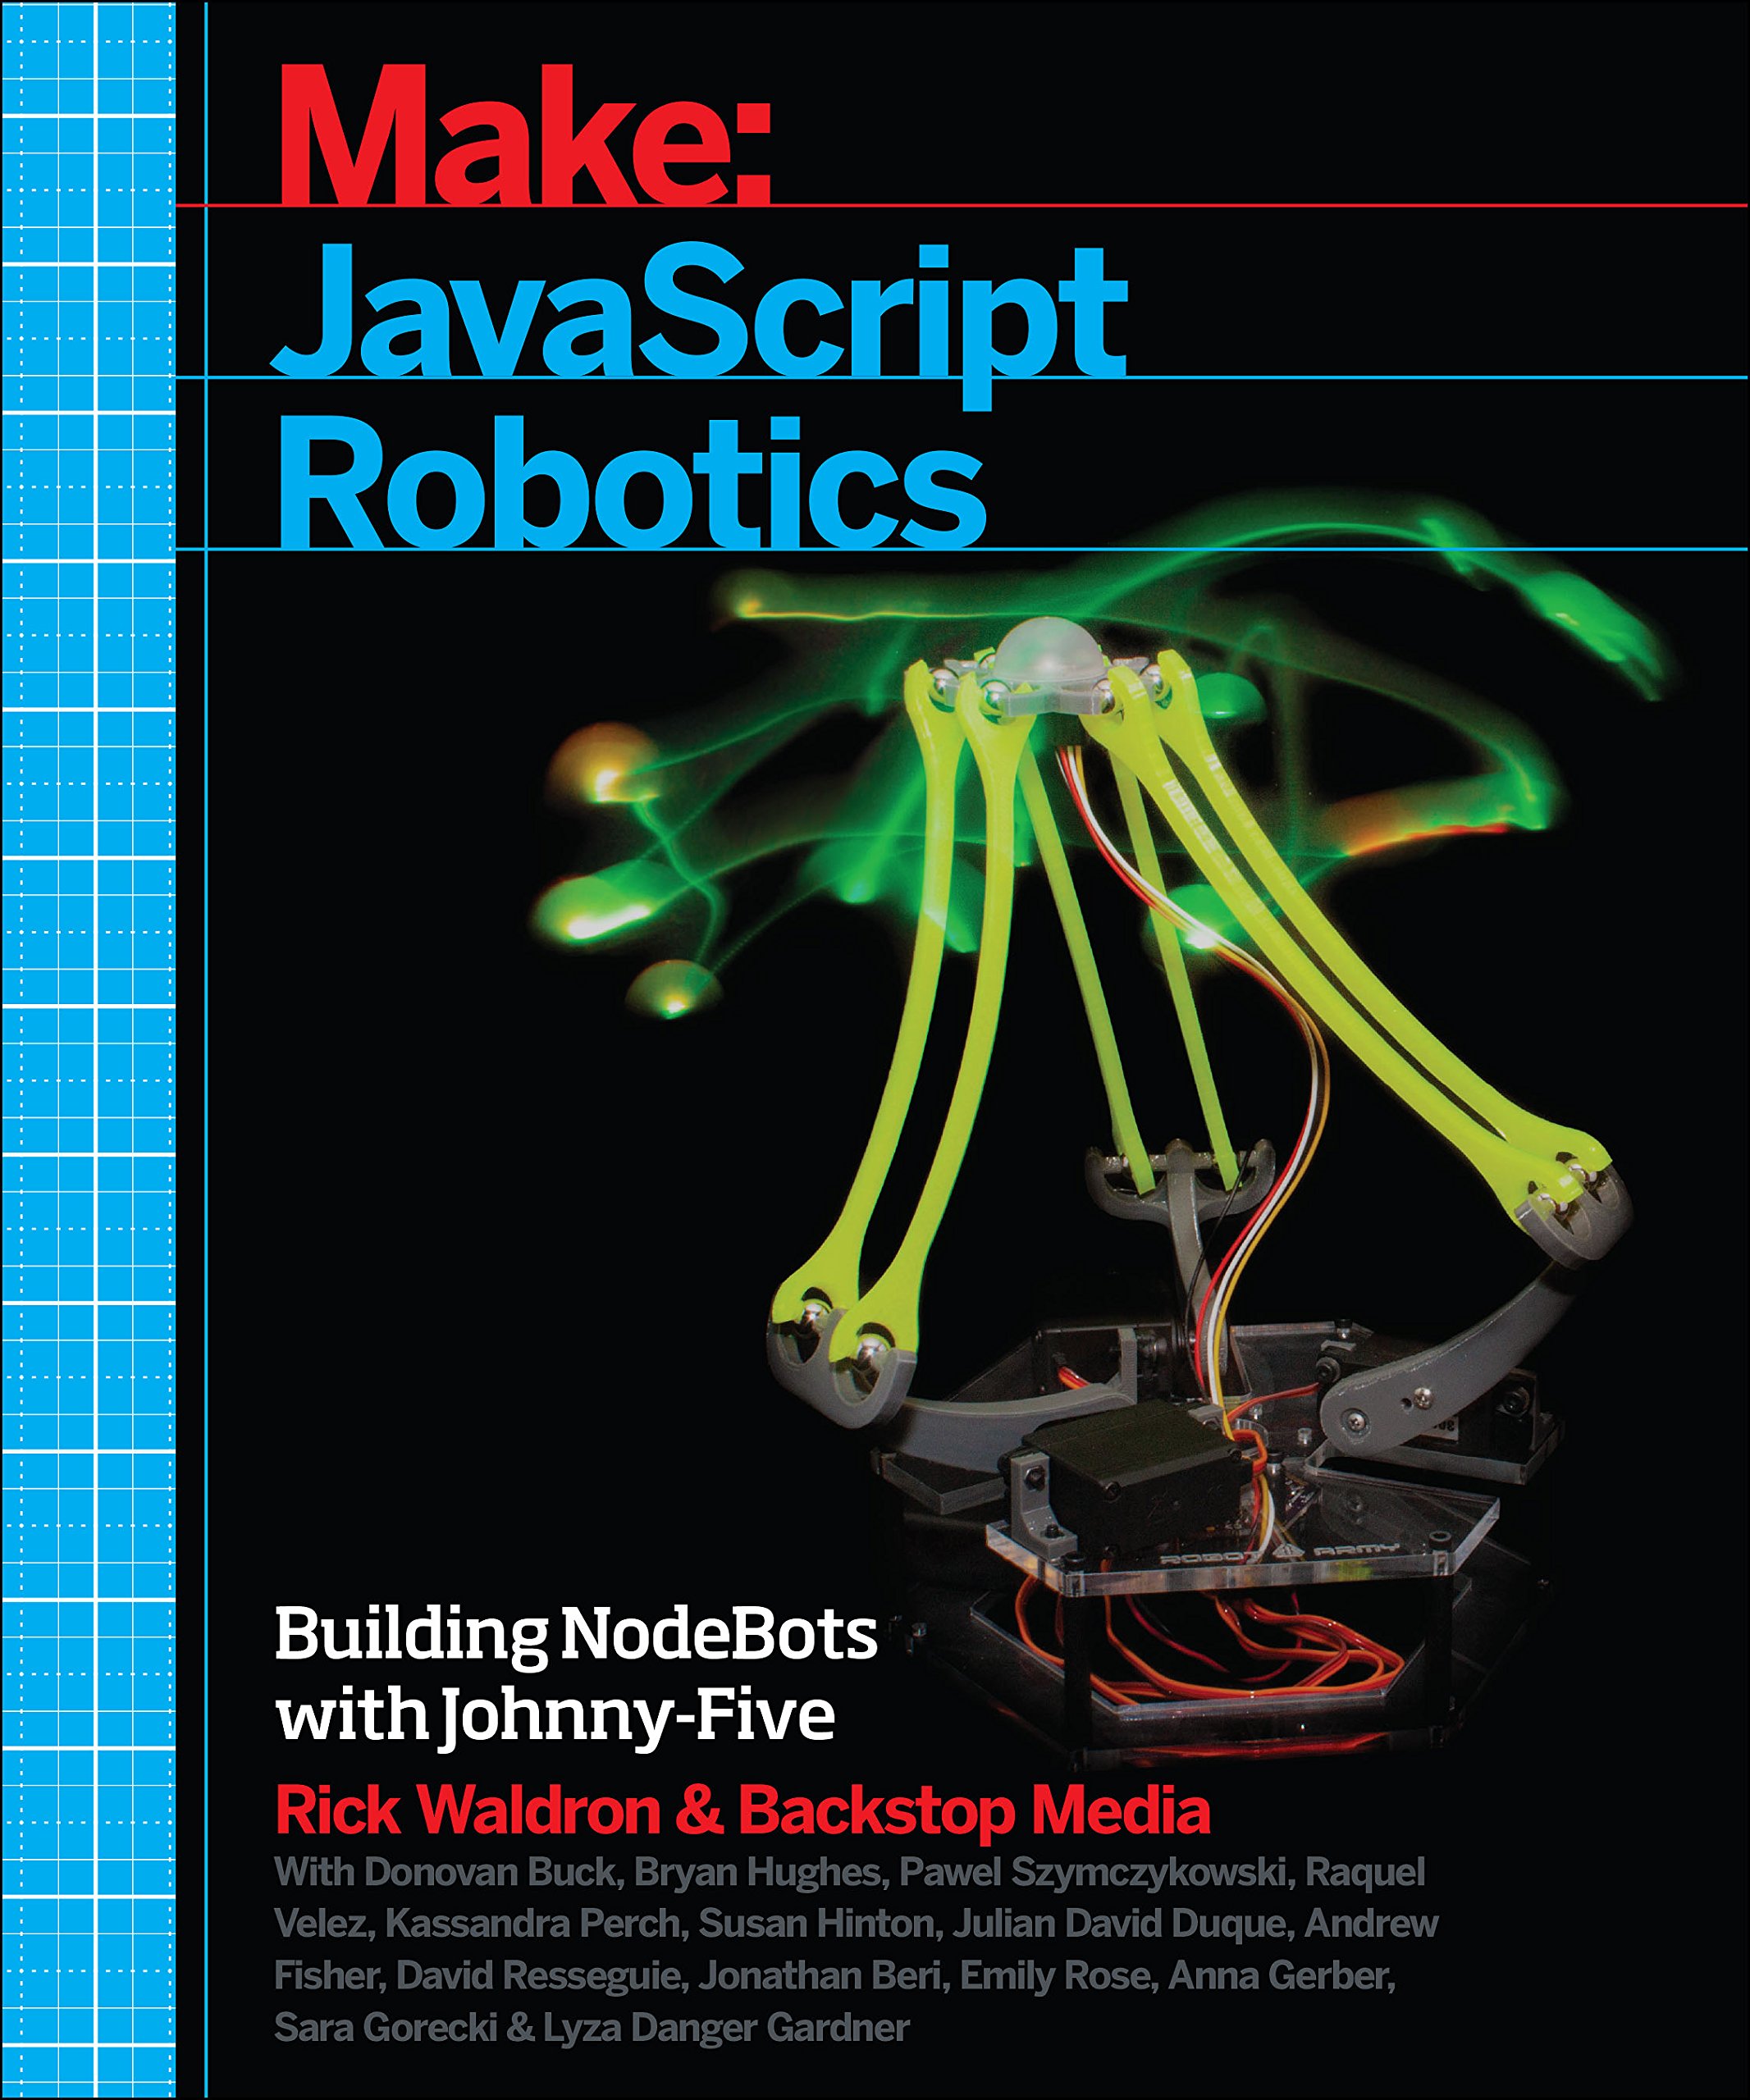 Make:
JavaScript
Robotics
ROBOT ARMY
Building NodeBots
with Johnny-Five
Rick Waldron & Backstop Media
With Donovan Buck, Bryan Hughes, Pawel Szymczykowski, Raquel
Velez, Kassandra Perch, Susan Hinton, Julian David Duque, Andrew
Fisher, David Resseguie, Jonathan Beri, Emily Rose, Anna Gerber,
Sara Gorecki & Lyza Danger Gardner